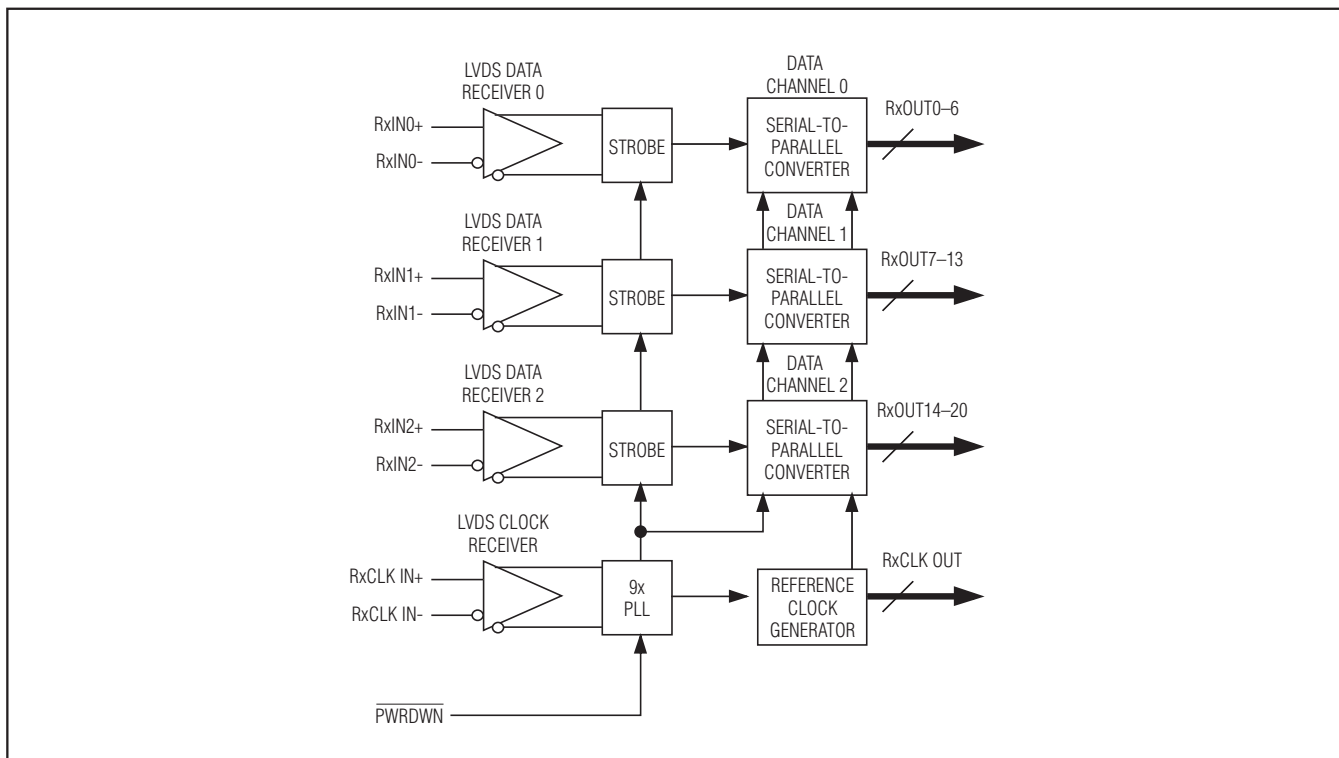 LVDS DATA
RECEIVER 0
DATA
CHANNEL 0
RxIN0+
RxIN0-
STROBE
SERIAL-TO-
PARALLEL
CONVERTER
RxOUT0–6
LVDS DATA
RECEIVER 1
DATA
CHANNEL 1
RxIN1+
RxIN1-
STROBE
SERIAL-TO-
PARALLEL
CONVERTER
RxOUT7–13
LVDS DATA
RECEIVER 2
DATA
CHANNEL 2
RxIN2+
RxIN2-
STROBE
SERIAL-TO-
PARALLEL
CONVERTER
RxOUT14–20
LVDS CLOCK
RECEIVER
RxCLK IN+
RxCLK IN-
9x
PLL
REFERENCE
CLOCK
GENERATOR
RxCLK OUT
PWRDWN